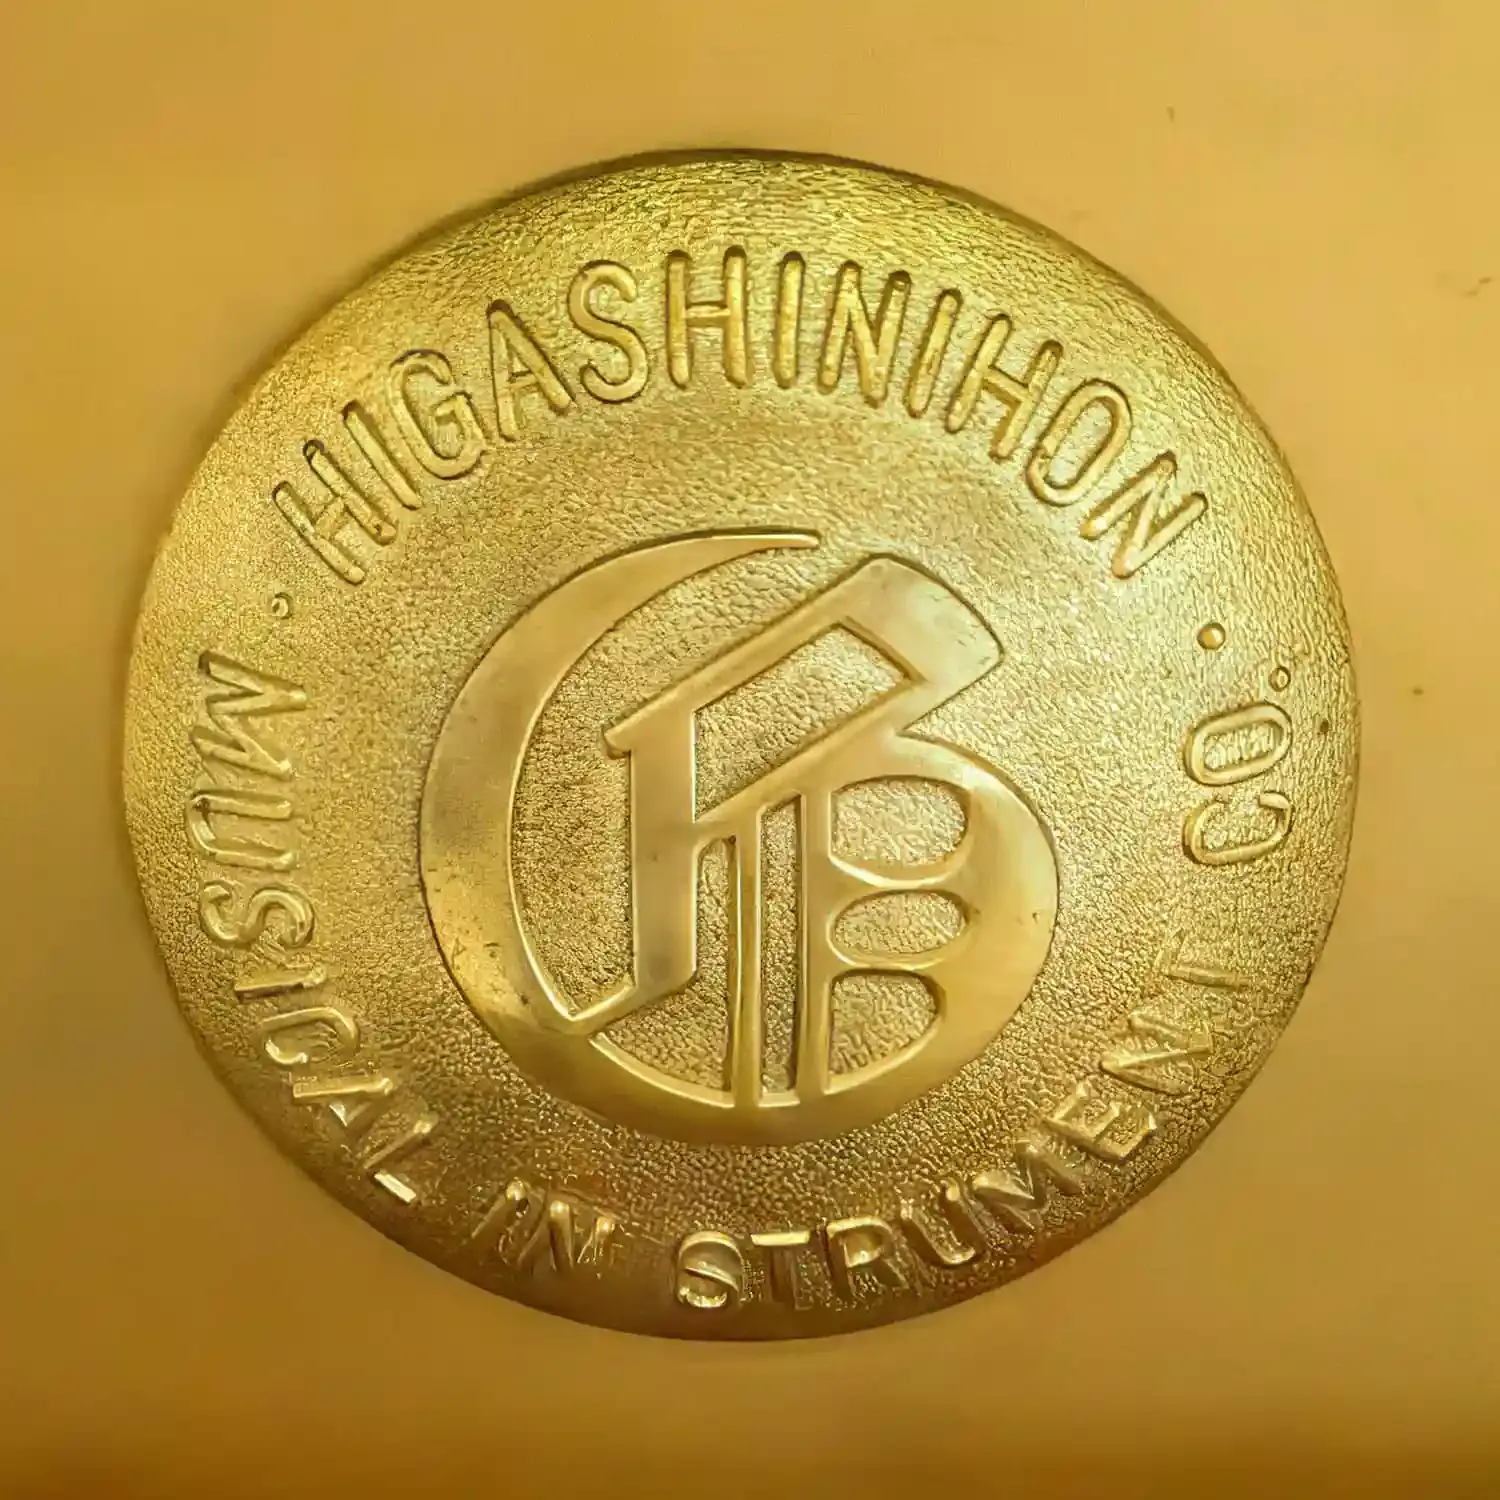 · HIGASHINIHON ·
MUSICAL INSTRUMENT CO.